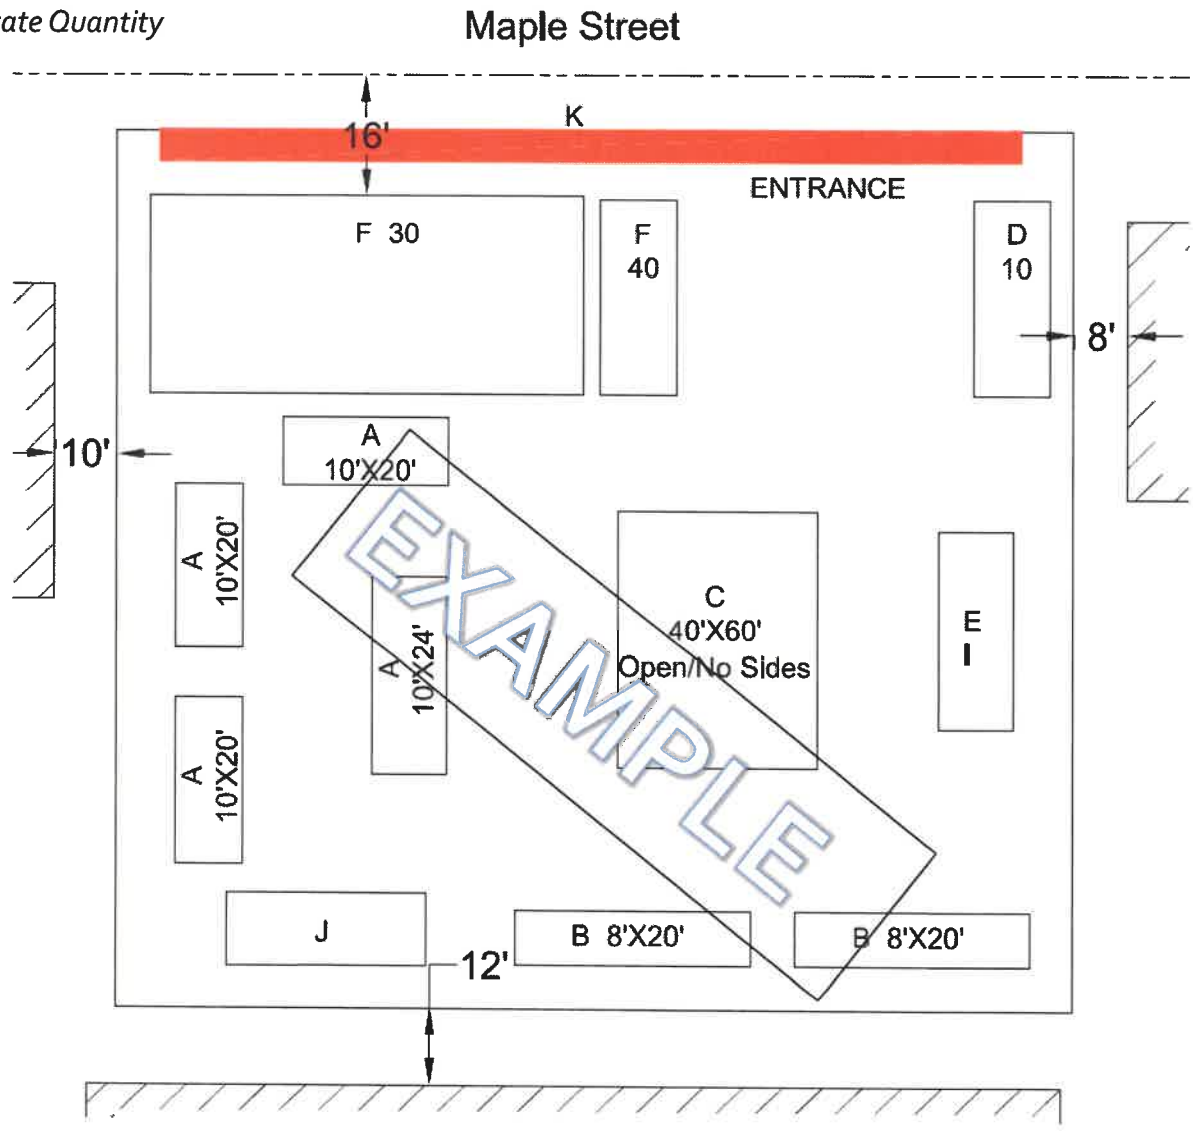 ate Quantity
Maple Street
K
16'
ENTRANCE
F 30
F
40
D
10
8'
10'
A
10'X20'
A
10'X20'
A
10'X24'
EXAMPLE
C
40'X60'
Open/No Sides
E
I
A
10'X20'
J
B 8'X20'
B 8'X20'
12'